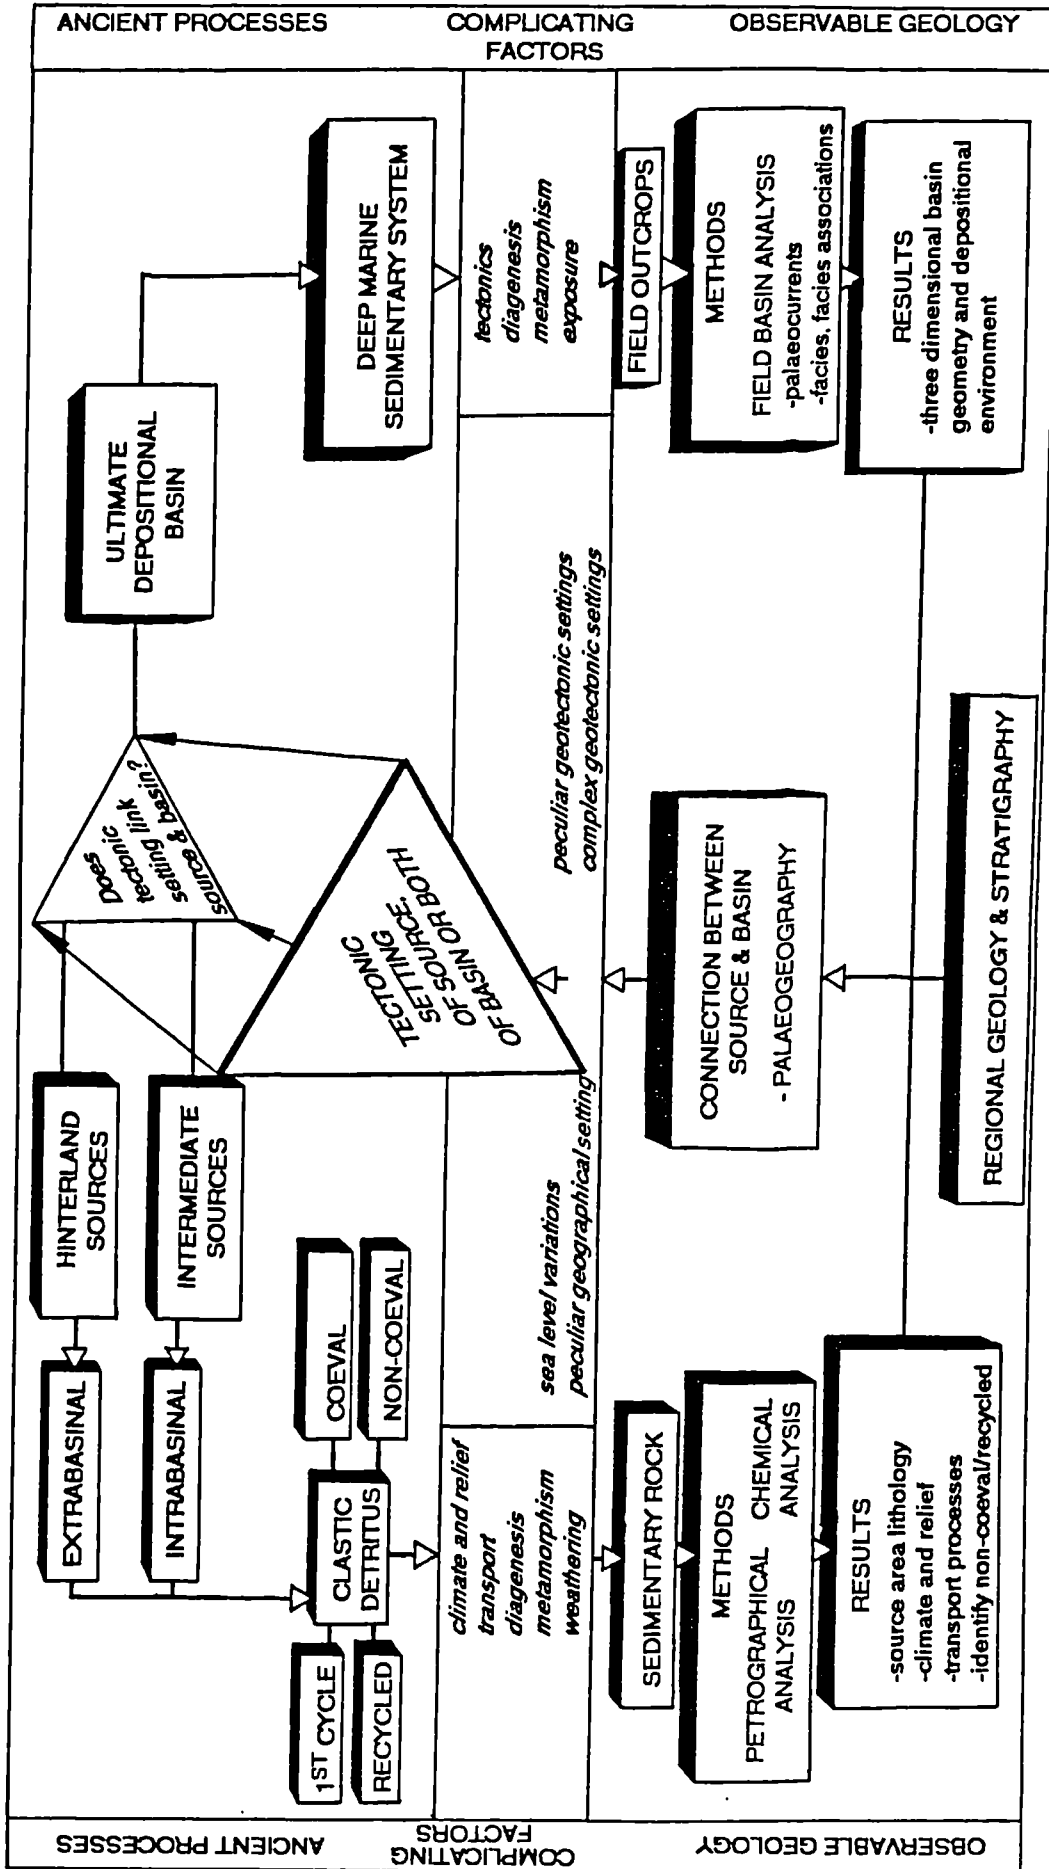 ANCIENT PROCESSES
COMPLICATING
FACTORS
OBSERVABLE GEOLOGY
HINTERLAND
SOURCES
INTERMEDIATE
SOURCES
EXTRABASINAL
INTRABASINAL
COEVAL
NON-COEVAL
CLASTIC
DETRITUS
1ST CYCLE
RECYCLED
Does
tectonic
setting link
source & basin?
ULTIMATE
DEPOSITIONAL
BASIN
DEEP MARINE
SEDIMENTARY SYSTEM
TECTONIC
SETTING
OF SOURCE,
OF BASIN OR BOTH
climate and relief
transport
diagenesis
metamorphism
weathering
sea level variations
peculiar geographical setting
peculiar geotectonic settings
complex geotectonic settings
tectonics
diagenesis
metamorphism
exposure
SEDIMENTARY ROCK
METHODS
PETROGRAPHICAL CHEMICAL
ANALYSIS ANALYSIS
RESULTS
-source area lithology
-climate and relief
-transport processes
-identify non-coeval/recycled
CONNECTION BETWEEN
SOURCE & BASIN
- PALAEOGEOGRAPHY
REGIONAL GEOLOGY & STRATIGRAPHY
FIELD OUTCROPS
METHODS
FIELD BASIN ANALYSIS
-palaeocurrents
-facies, facies associations
RESULTS
-three dimensional basin
geometry and depositional
environment
ANCIENT PROCESSES
COMPLICATING
FACTORS
OBSERVABLE GEOLOGY